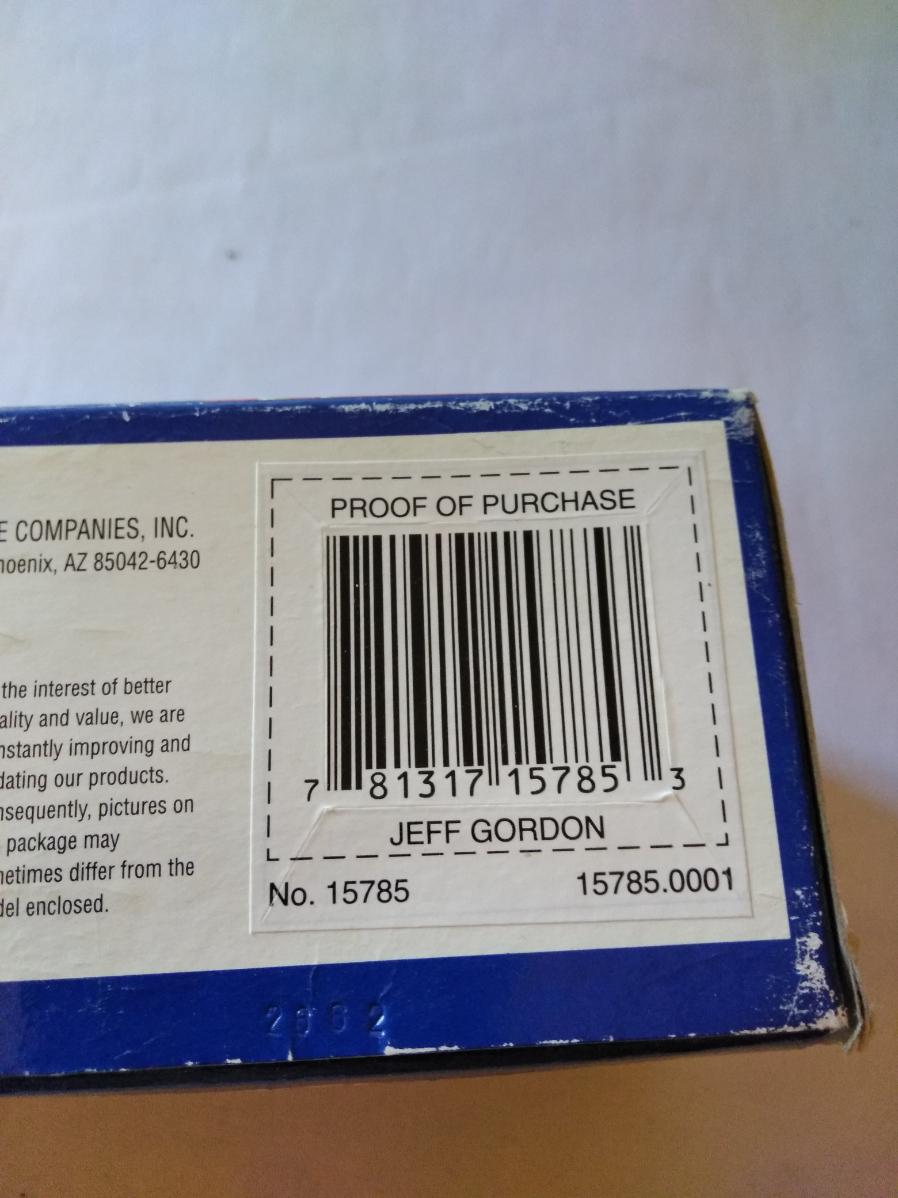 E COMPANIES, INC.
hoenix, AZ 85042-6430
the interest of better
ality and value, we are
nstantly improving and
dating our products.
nsequently, pictures on
package may
metimes differ from the
del enclosed.
PROOF OF PURCHASE
7 81317 15785 3
JEFF GORDON
No. 15785 15785.0001